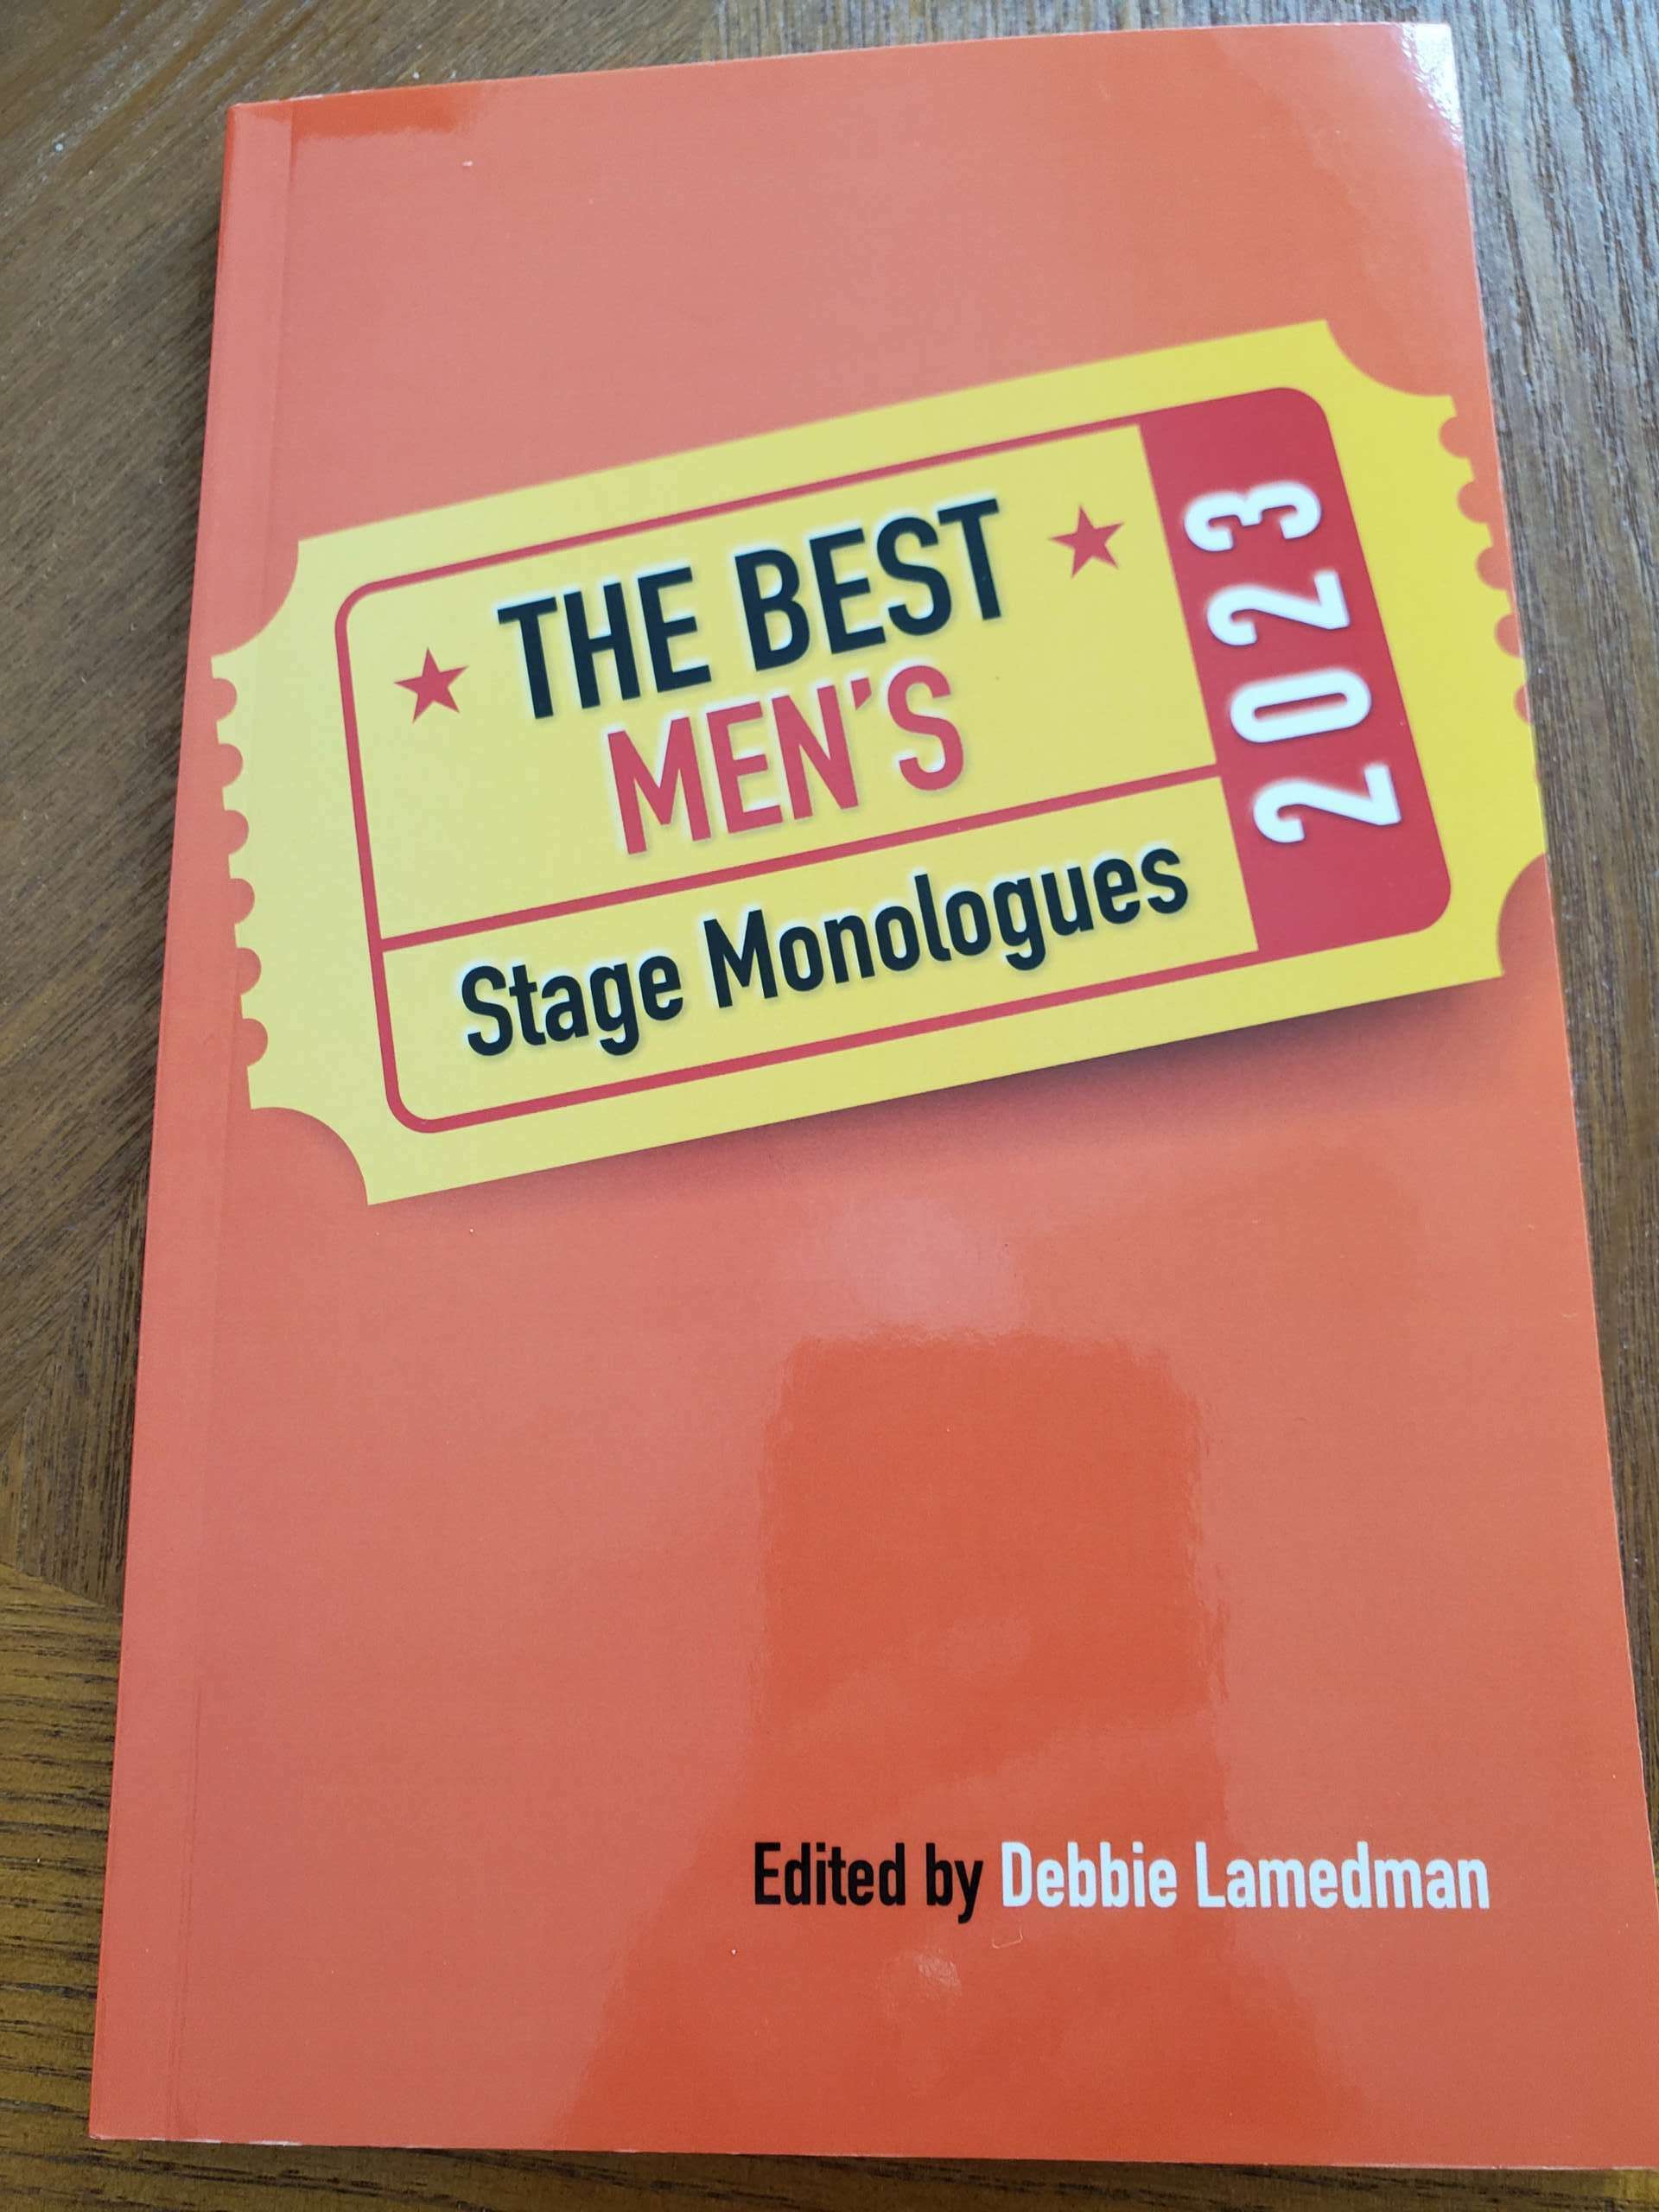 THE BEST
MEN'S
Stage Monologues
2023
Edited by Debbie Lamedman